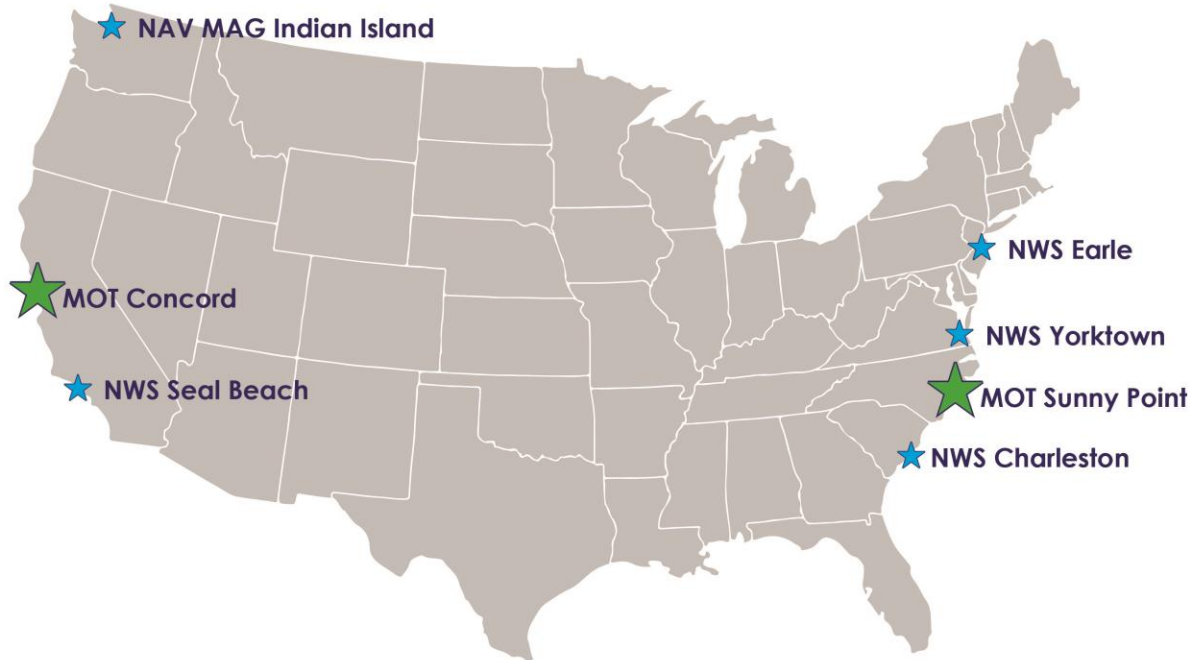 NAV MAG Indian Island
NWS Earle
MOT Concord
NWS Yorktown
NWS Seal Beach
MOT Sunny Point
NWS Charleston